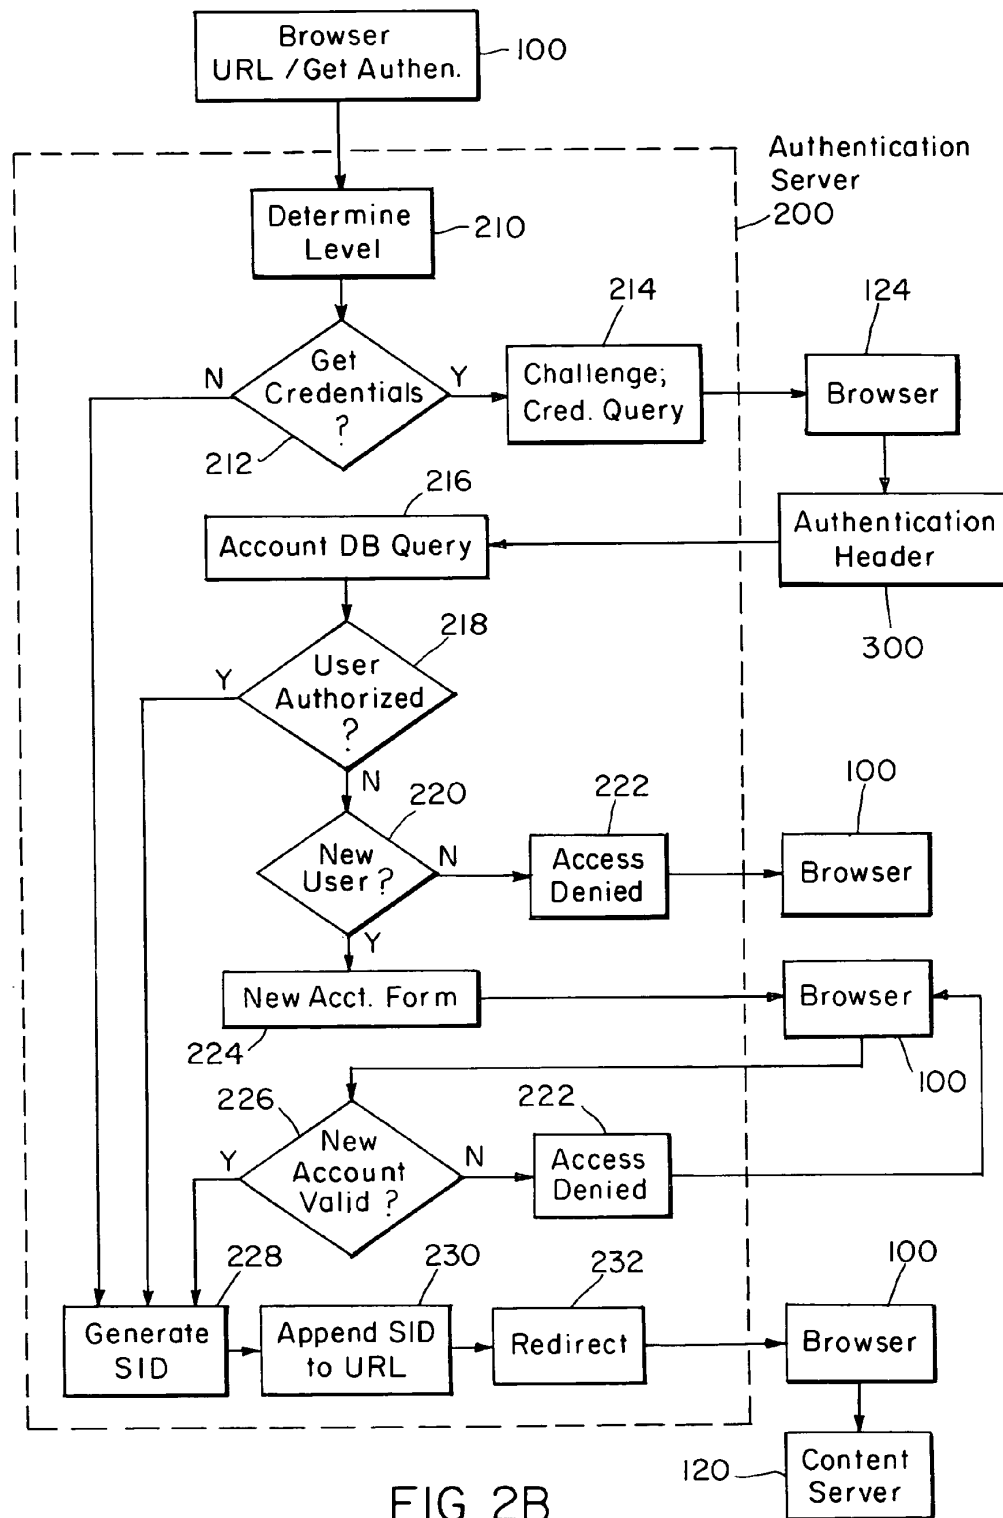 Browser
URL / Get Authen.
100
Authentication
Server
200
Determine
Level
210
214
124
Get
Credentials
?
N
Y
212
Challenge;
Cred. Query
Browser
216
Account DB Query
Authentication
Header
300
218
User
Authorized
?
Y
N
220
222
100
New
User ?
N
Y
Access
Denied
Browser
New Acct. Form
224
Browser
100
226
222
New
Account
Valid ?
Y
N
Access
Denied
228
230
232
100
Generate
SID
Append SID
to URL
Redirect
Browser
120
Content
Server
FIG 2B